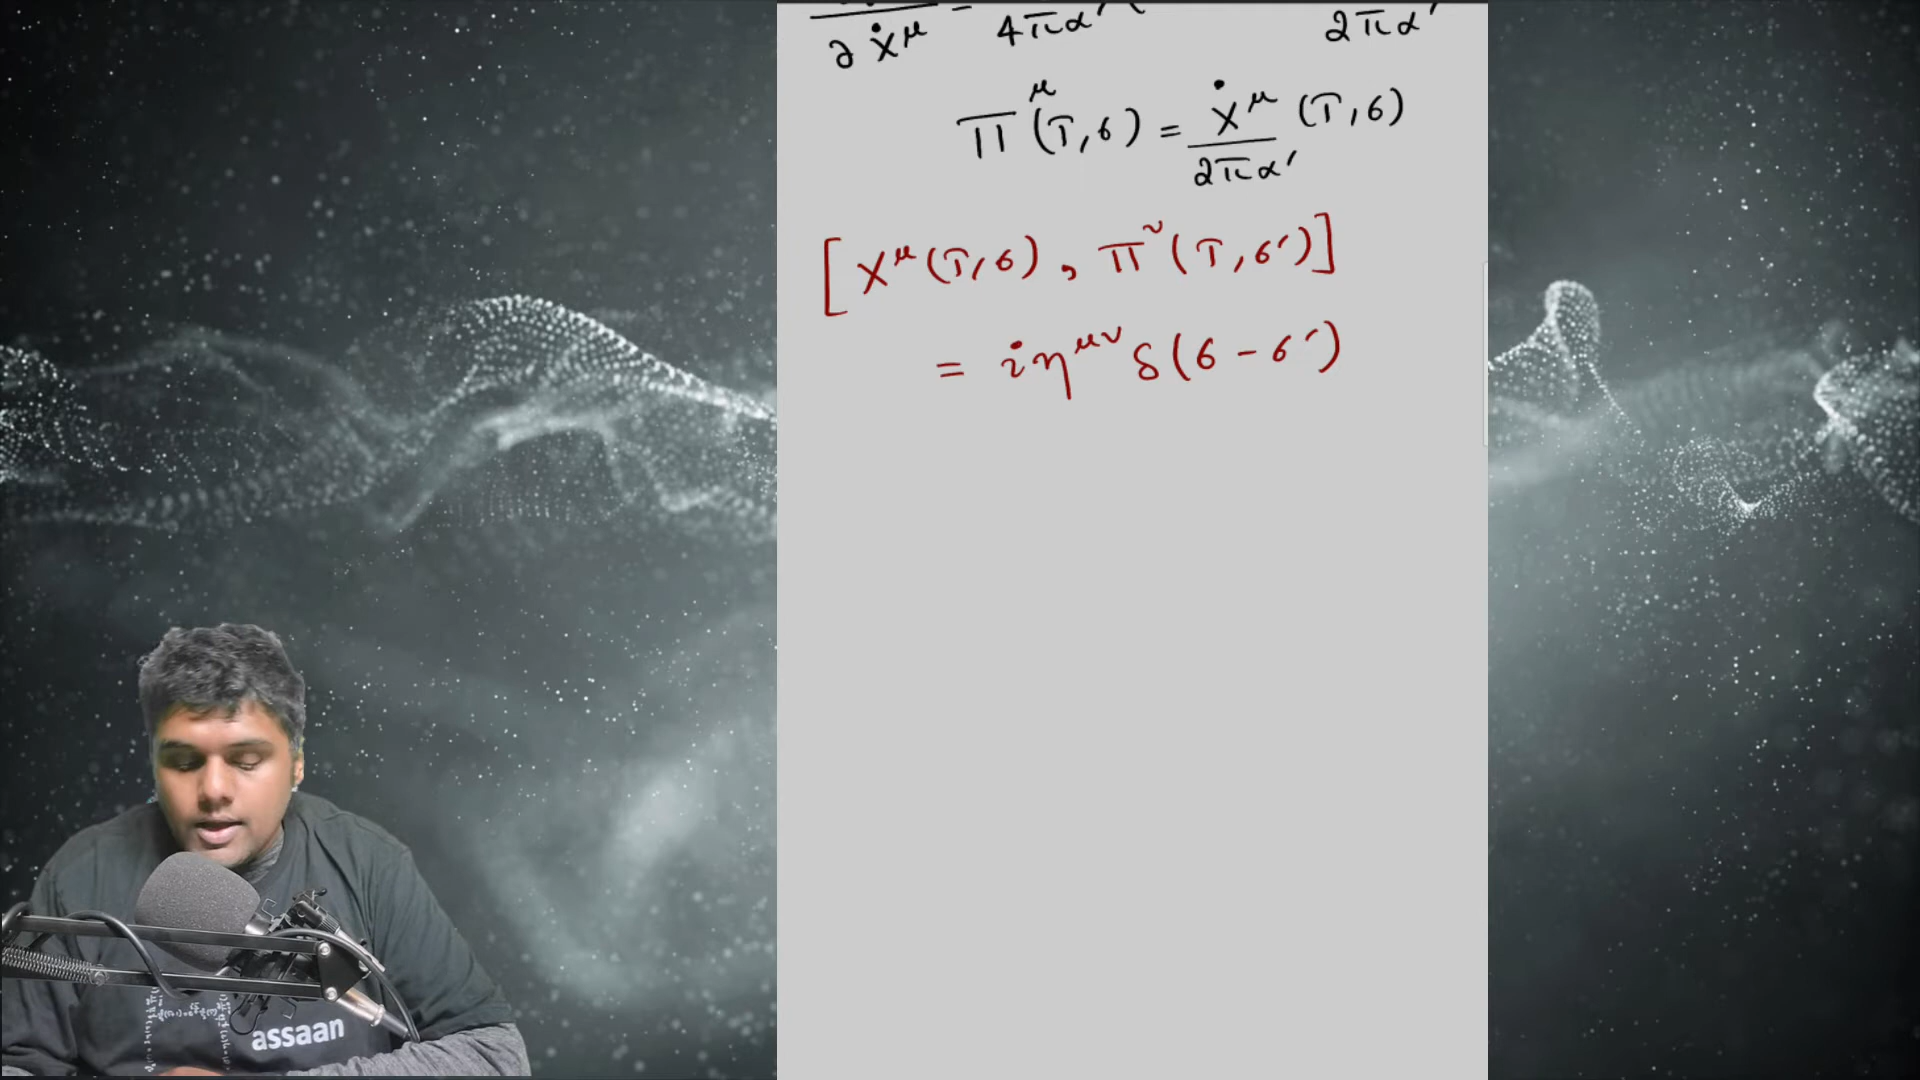 ∂Ẋ^μ 4πα′ 2πα′
Π^μ(τ,σ) = Ẋ^μ/2πα′ (τ,σ)
[X^μ(τ,σ), Π^ν(τ,σ′)]
= iη^μν δ(σ - σ′)
assaan